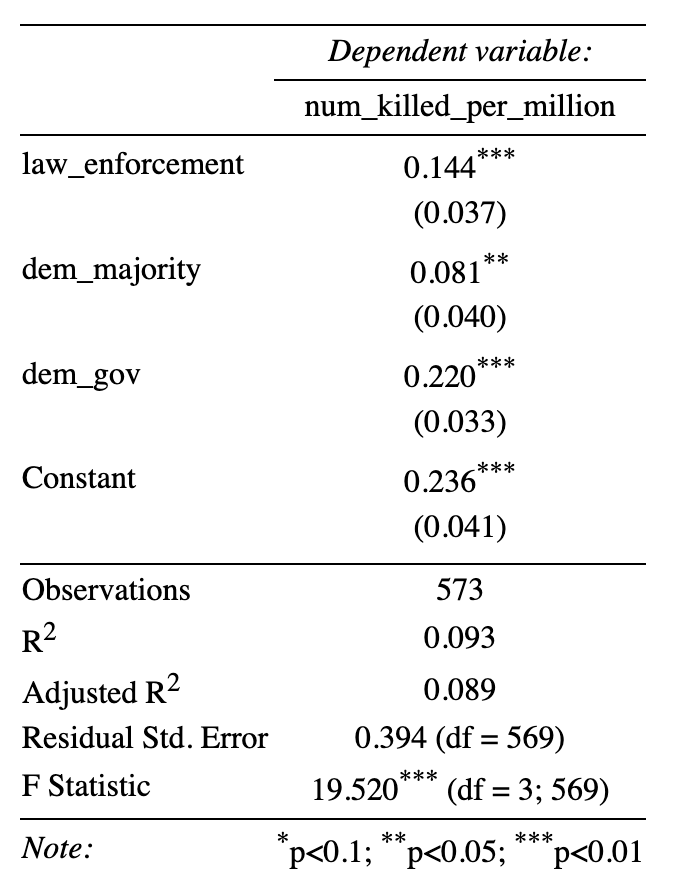 Dependent variable:
num_killed_per_million
law_enforcement 0.144***
(0.037)
dem_majority 0.081**
(0.040)
dem_gov 0.220***
(0.033)
Constant 0.236***
(0.041)
Observations 573
R2 0.093
Adjusted R2 0.089
Residual Std. Error 0.394 (df = 569)
F Statistic 19.520*** (df = 3; 569)
Note: *p<0.1; **p<0.05; ***p<0.01